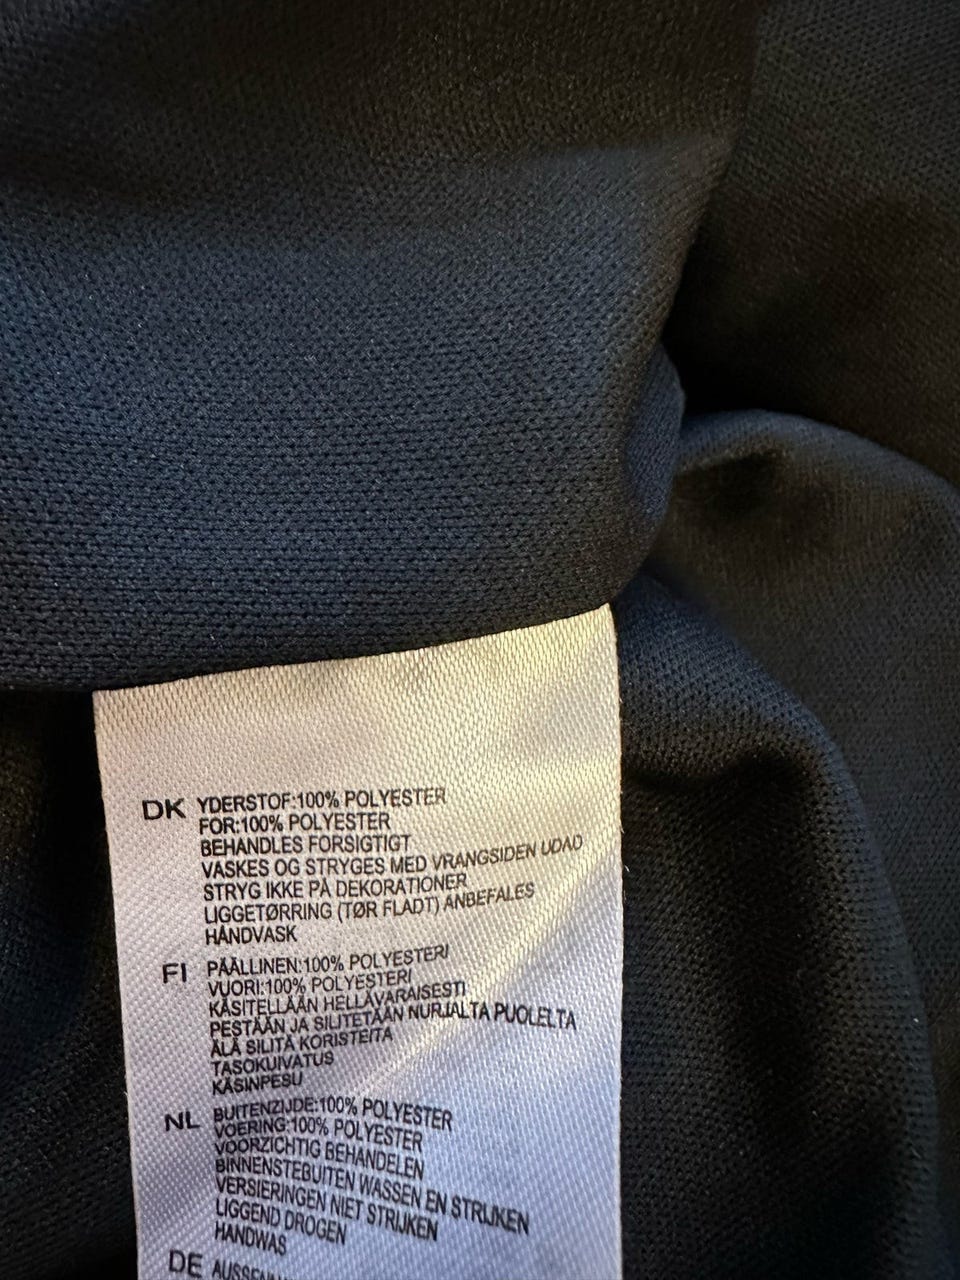 DK YDERSTOF:100% POLYESTER
FOR:100% POLYESTER
BEHANDLES FORSIGTIGT
VASKES OG STRYGES MED VRANGSIDEN UDAD
STRYG IKKE PÅ DEKORATIONER
LIGGETØRRING (TØR FLADT) ANBEFALES
HÅNDVASK
FI PÄÄLLINEN:100% POLYESTERI
VUORI:100% POLYESTERI
KÄSITELLÄÄN HELLÄVARAISESTI
PESTÄÄN JA SILITETÄÄN NURJALTA PUOLELTA
ÄLÄ SILITÄ KORISTEITA
TASOKUIVATUS
KÄSINPESU
NL BUITENZIJDE:100% POLYESTER
VOERING:100% POLYESTER
VOORZICHTIG BEHANDELEN
BINNENSTEBUITEN WASSEN EN STRIJKEN
VERSIERINGEN NIET STRIJKEN
LIGGEND DROGEN
HANDWAS
DE